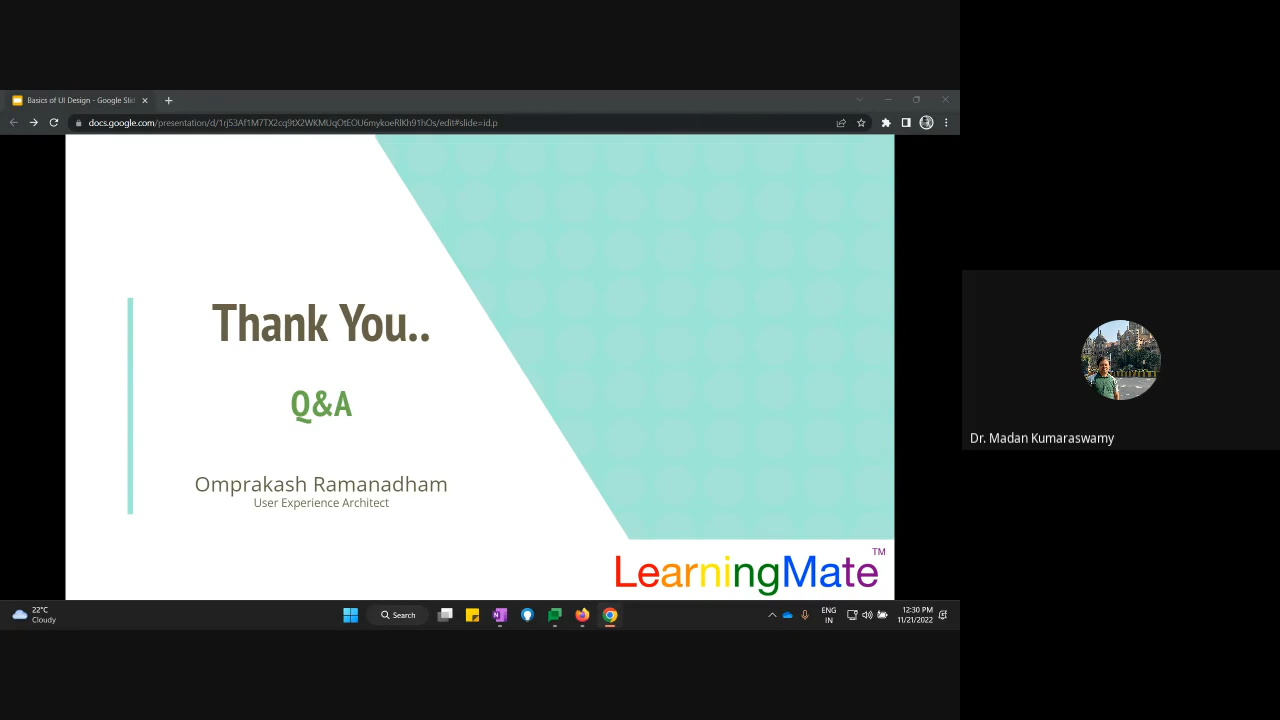 Basics of UI Design - Google Slid
docs.google.com/presentation/d/1rj53Af1M7TX2cq9tX2WKMUqOtEOU6mykoeRlKh91hOs/edit#slide=id.p
Thank You..
Q&A
Omprakash Ramanadham
User Experience Architect
LearningMate TM
Dr. Madan Kumaraswamy
22°C
Cloudy
Search
ENG
IN
12:30 PM
11/21/2022